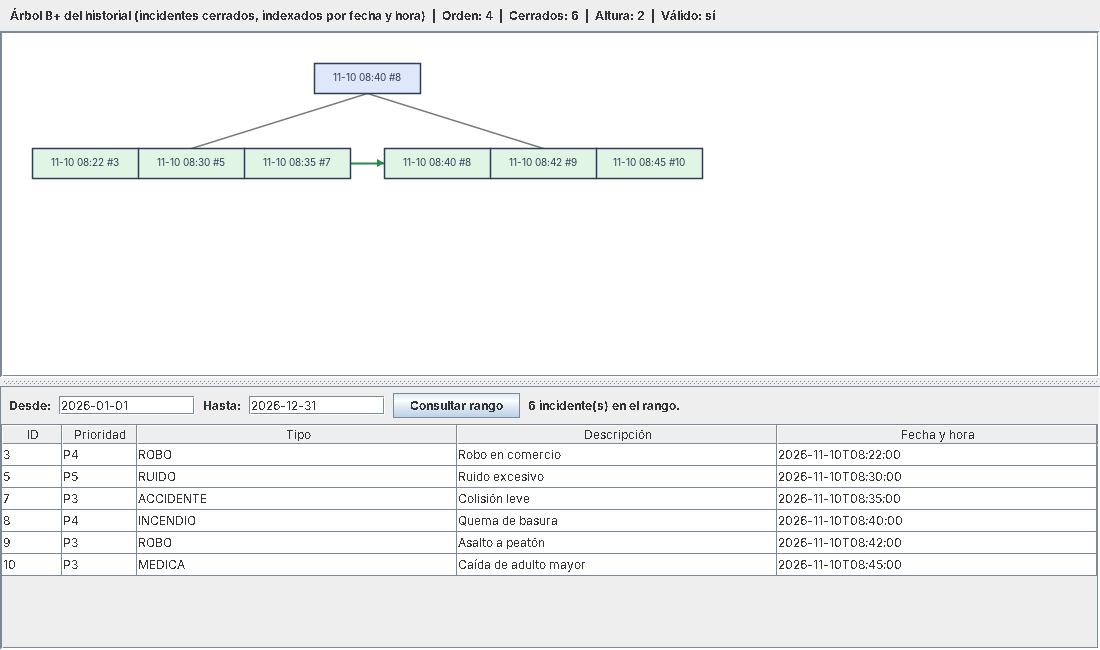 Árbol B+ del historial (incidentes cerrados, indexados por fecha y hora) | Orden: 4 | Cerrados: 6 | Altura: 2 | Válido: sí
11-10 08:40 #8
11-10 08:22 #3 11-10 08:30 #5 11-10 08:35 #7 11-10 08:40 #8 11-10 08:42 #9 11-10 08:45 #10
Desde: 2026-01-01 Hasta: 2026-12-31 Consultar rango 6 incidente(s) en el rango.
ID Prioridad Tipo Descripción Fecha y hora
3 P4 ROBO Robo en comercio 2026-11-10T08:22:00
5 P5 RUIDO Ruido excesivo 2026-11-10T08:30:00
7 P3 ACCIDENTE Colisión leve 2026-11-10T08:35:00
8 P4 INCENDIO Quema de basura 2026-11-10T08:40:00
9 P3 ROBO Asalto a peatón 2026-11-10T08:42:00
10 P3 MEDICA Caída de adulto mayor 2026-11-10T08:45:00